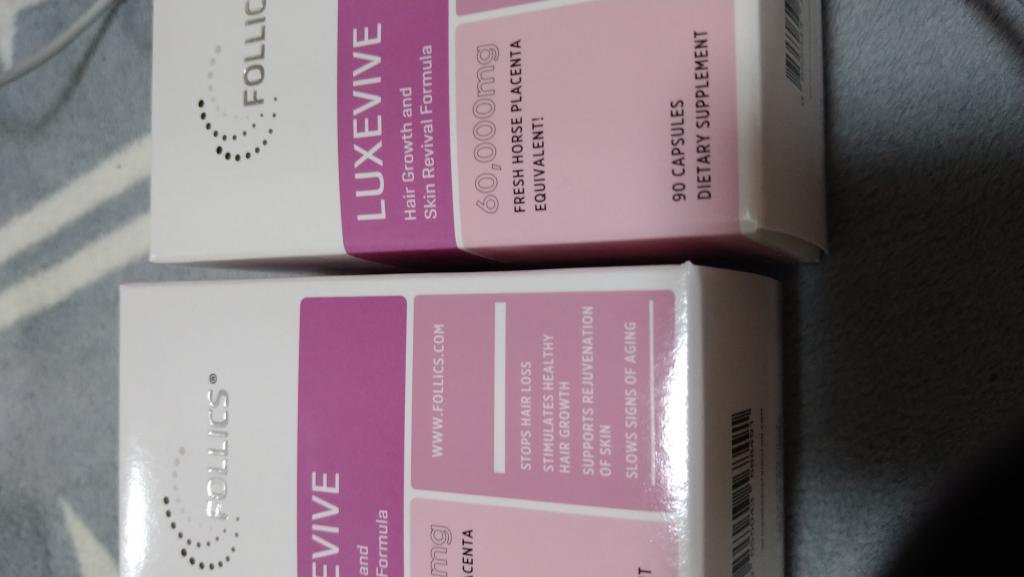 FOLLIC
LUXEVIVE
Hair Growth and
Skin Revival Formula
60,000mg
FRESH HORSE PLACENTA
EQUIVALENT!
90 CAPSULES
DIETARY SUPPLEMENT
FOLLICS®
EVIVE
and
Formula
mg
ACENTA
T
WWW.FOLLICS.COM
STOPS HAIR LOSS
STIMULATES HEALTHY
HAIR GROWTH
SUPPORTS REJUVENATION
OF SKIN
SLOWS SIGNS OF AGING